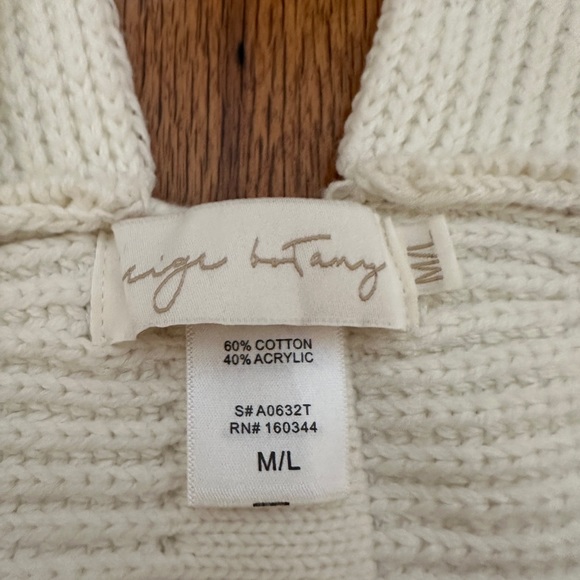 botany
M/L
60% COTTON
40% ACRYLIC
S# A0632T
RN# 160344
M/L